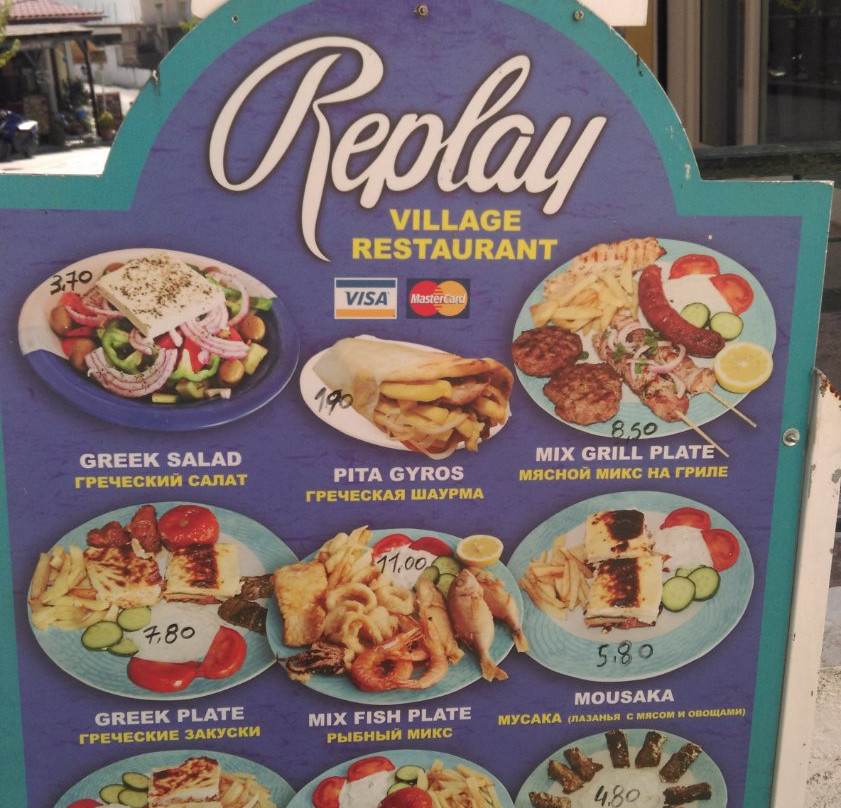 Replay
VILLAGE
RESTAURANT
VISA
MasterCard
3,70
1,90
8,50
GREEK SALAD
ГРЕЧЕСКИЙ САЛАТ
PITA GYROS
ГРЕЧЕСКАЯ ШАУРМА
MIX GRILL PLATE
МЯСНОЙ МИКС НА ГРИЛЕ
7,80
11,00
5,80
GREEK PLATE
ГРЕЧЕСКИЕ ЗАКУСКИ
MIX FISH PLATE
РЫБНЫЙ МИКС
MOUSAKA
МУСАКА (ЛАЗАНЬЯ С МЯСОМ И ОВОЩАМИ)
4,80